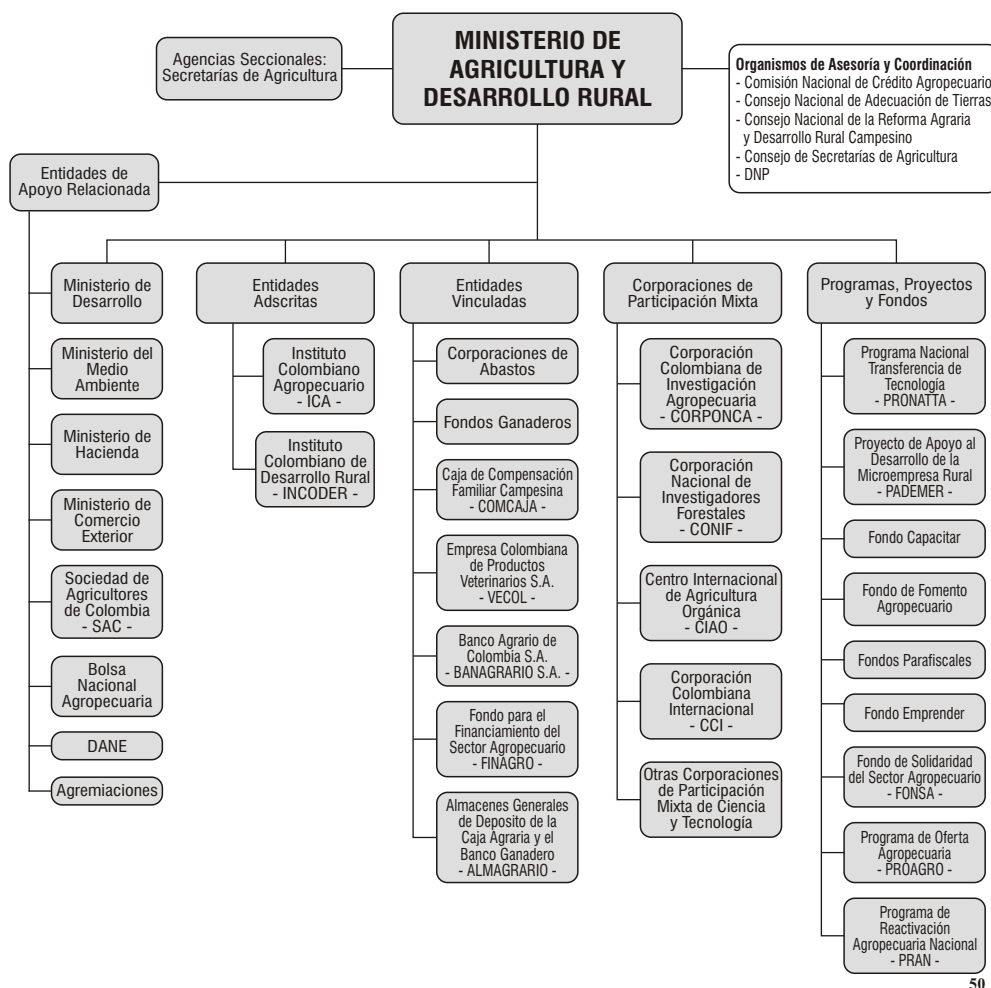 Agencias Seccionales:
Secretarías de Agricultura
MINISTERIO DE
AGRICULTURA Y
DESARROLLO RURAL
Organismos de Asesoría y Coordinación
- Comisión Nacional de Crédito Agropecuario
- Consejo Nacional de Adecuación de Tierras
- Consejo Nacional de la Reforma Agraria
y Desarrollo Rural Campesino
- Consejo de Secretarías de Agricultura
- DNP
Entidades de
Apoyo Relacionada
Ministerio de
Desarrollo
Ministerio del
Medio
Ambiente
Ministerio de
Hacienda
Ministerio de
Comercio
Exterior
Sociedad de
Agricultores
de Colombia
- SAC -
Bolsa
Nacional
Agropecuaria
DANE
Agremiaciones
Entidades
Adscritas
Instituto
Colombiano
Agropecuario
- ICA -
Instituto
Colombiano de
Desarrollo Rural
- INCODER -
Entidades
Vinculadas
Corporaciones de
Abastos
Fondos Ganaderos
Caja de Compensación
Familiar Campesina
- COMCAJA -
Empresa Colombiana
de Productos
Veterinarios S.A.
- VECOL -
Banco Agrario de
Colombia S.A.
- BANAGRARIO S.A. -
Fondo para el
Financiamiento del
Sector Agropecuario
- FINAGRO -
Almacenes Generales
de Deposito de la
Caja Agraria y el
Banco Ganadero
- ALMAGRARIO -
Corporaciones de
Participación Mixta
Corporación
Colombiana de
Investigación
Agropecuaria
- CORPONCA -
Corporación
Nacional de
Investigadores
Forestales
- CONIF -
Centro Internacional
de Agricultura
Orgánica
- CIAO -
Corporación
Colombiana
Internacional
- CCI -
Otras Corporaciones
de Participación
Mixta de Ciencia
y Tecnología
Programas, Proyectos
y Fondos
Programa Nacional
Transferencia de
Tecnología
- PRONATTA -
Proyecto de Apoyo al
Desarrollo de la
Microempresa Rural
- PADEMER -
Fondo Capacitar
Fondo de Fomento
Agropecuario
Fondos Parafiscales
Fondo Emprender
Fondo de Solidaridad
del Sector Agropecuario
- FONSA -
Programa de Oferta
Agropecuaria
- PROAGRO -
Programa de
Reactivación
Agropecuaria Nacional
- PRAN -
50